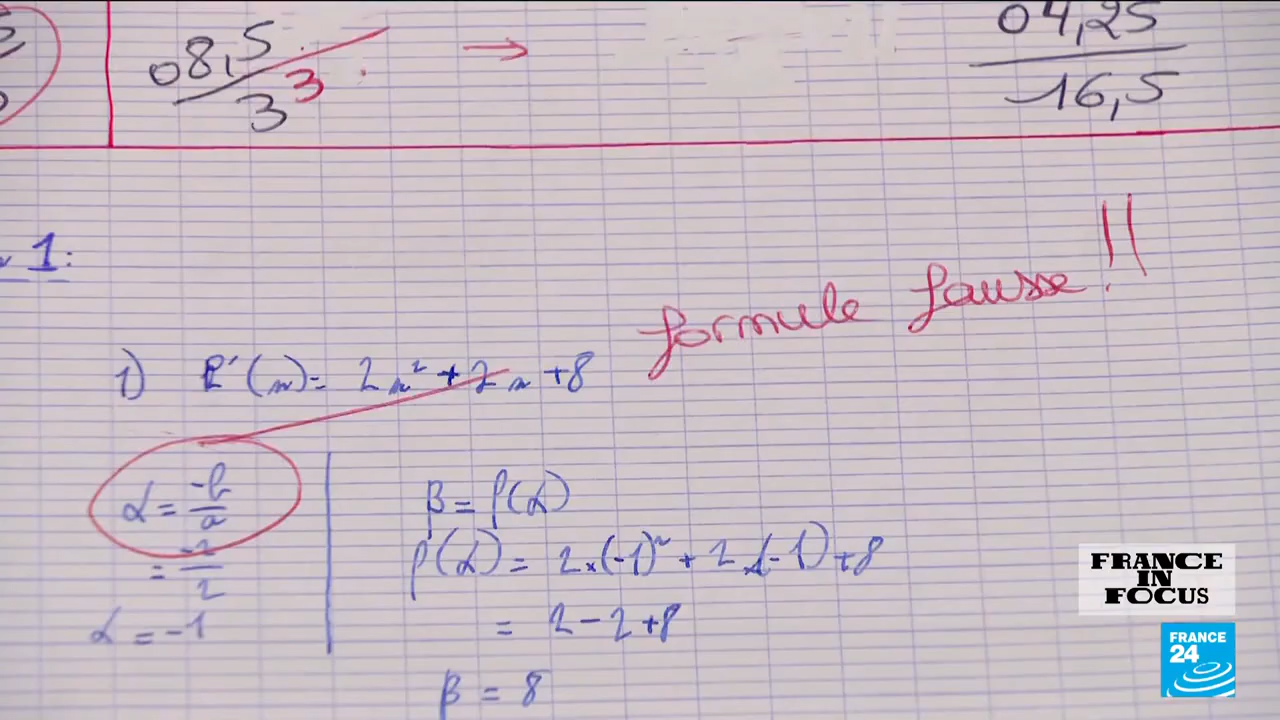 08,5 → 04,25
3 3 16,5
1:
formule fausse !!
1) P'(x) = 2x² + 2x + 8
α = -b/a
= -2/2
α = -1
β = f(α)
f(α) = 2×(-1)² + 2×(-1) + 8
= 2 - 2 + 8
β = 8
FRANCE
IN
FOCUS
FRANCE
24